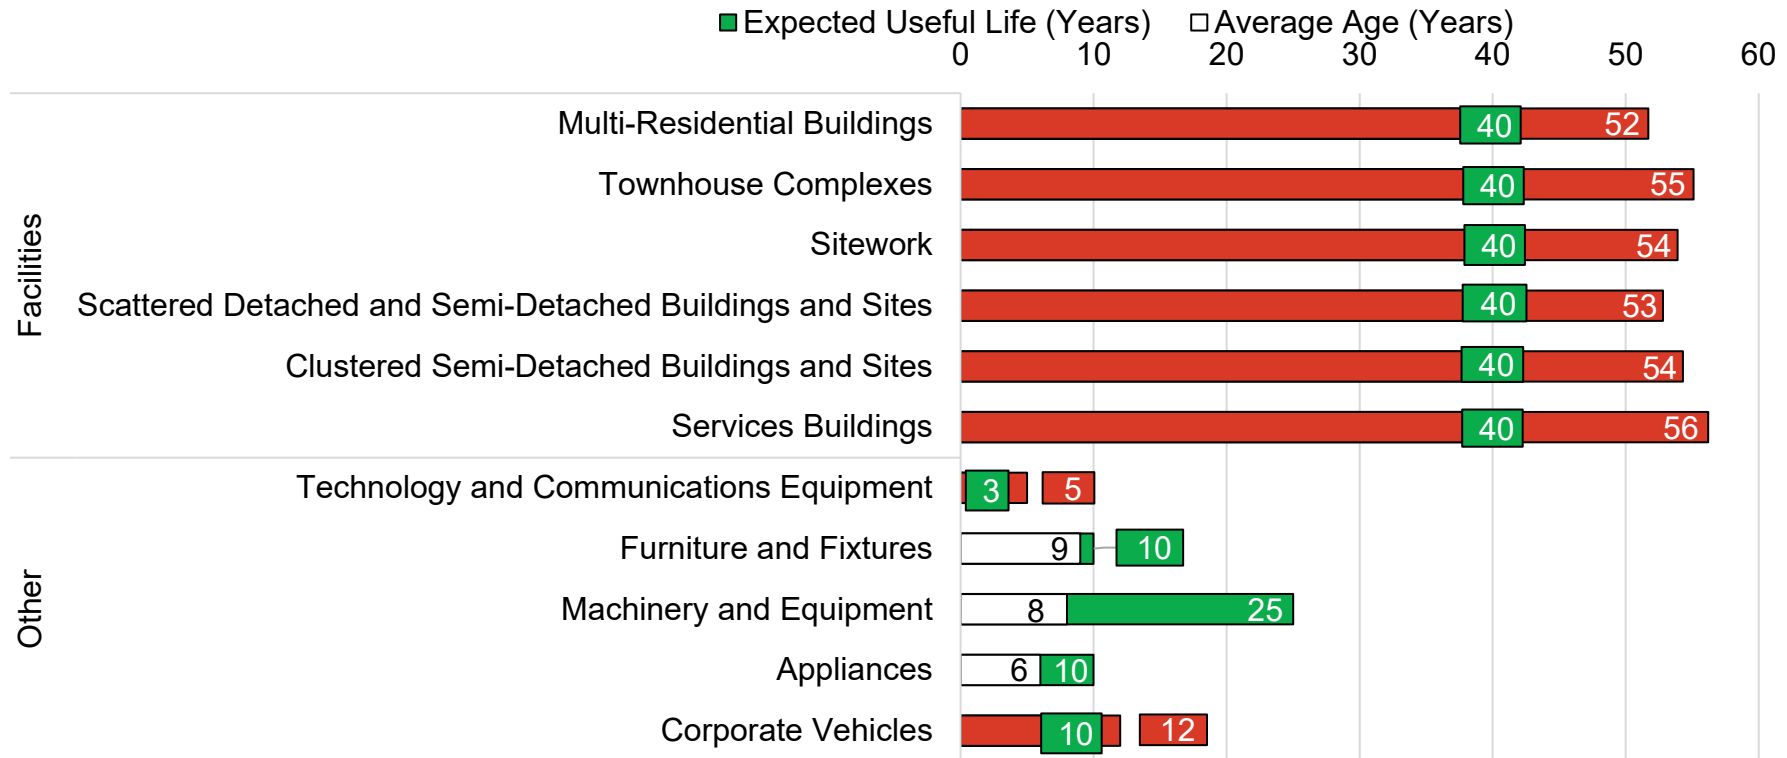 Expected Useful Life (Years) Average Age (Years)
0 10 20 30 40 50 60
Facilities
Multi-Residential Buildings 40 52
Townhouse Complexes 40 55
Sitework 40 54
Scattered Detached and Semi-Detached Buildings and Sites 40 53
Clustered Semi-Detached Buildings and Sites 40 54
Services Buildings 40 56
Other
Technology and Communications Equipment 3 5
Furniture and Fixtures 9 10
Machinery and Equipment 8 25
Appliances 6 10
Corporate Vehicles 10 12